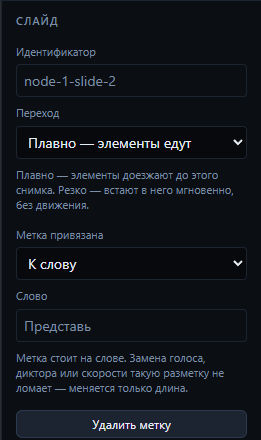 СЛАЙД
Идентификатор
node-1-slide-2
Переход
Плавно — элементы едут
Плавно — элементы доезжают до этого
снимка. Резко — встают в него мгновенно,
без движения.
Метка привязана
К слову
Слово
Представь
Метка стоит на слове. Замена голоса,
диктора или скорости такую разметку не
ломает — меняется только длина.
Удалить метку